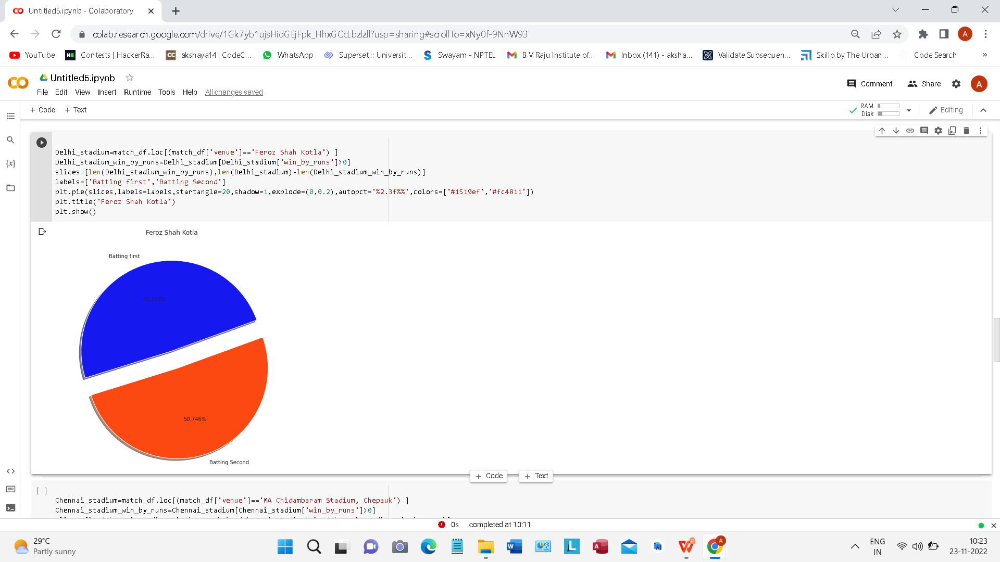 Untitled5.ipynb - Colaboratory
colab.research.google.com/drive/1Gk7yb1ujsHidGEjFpk_HhxGCcLbzlzll?usp=sharing#scrollTo=xNy0f-9NnW93
A
YouTube
Contests | HackerRa...
akshaya14 | CodeC...
WhatsApp
Superset :: Universit...
Swayam - NPTEL
B V Raju Institute of...
Inbox (141) - aksha...
Validate Subsequen...
Skillo by The Urban...
Code Search
»
Untitled5.ipynb
Comment
Share
A
File Edit View Insert Runtime Tools Help All changes saved
+ Code + Text
RAM
Disk
Editing
Delhi_stadium=match_df.loc[(match_df['venue']=='Feroz Shah Kotla') ]
Delhi_stadium_win_by_runs=Delhi_stadium[Delhi_stadium['win_by_runs']>0]
slices=[len(Delhi_stadium_win_by_runs),len(Delhi_stadium)-len(Delhi_stadium_win_by_runs)]
labels=['Batting first','Batting Second']
plt.pie(slices,labels=labels,startangle=20,shadow=1,explode=(0,0.2),autopct='%2.3f%%',colors=['#1519ef','#fc4811'])
plt.title('Feroz Shah Kotla')
plt.show()
Feroz Shah Kotla
Batting first
49.254%
50.746%
Batting Second
+ Code + Text
[ ]
Chennai_stadium=match_df.loc[(match_df['venue']=='MA Chidambaram Stadium, Chepauk') ]
Chennai_stadium_win_by_runs=Chennai_stadium[Chennai_stadium['win_by_runs']>0]
0s completed at 10:11
29°C
Partly sunny
ENG
IN
10:23
23-11-2022